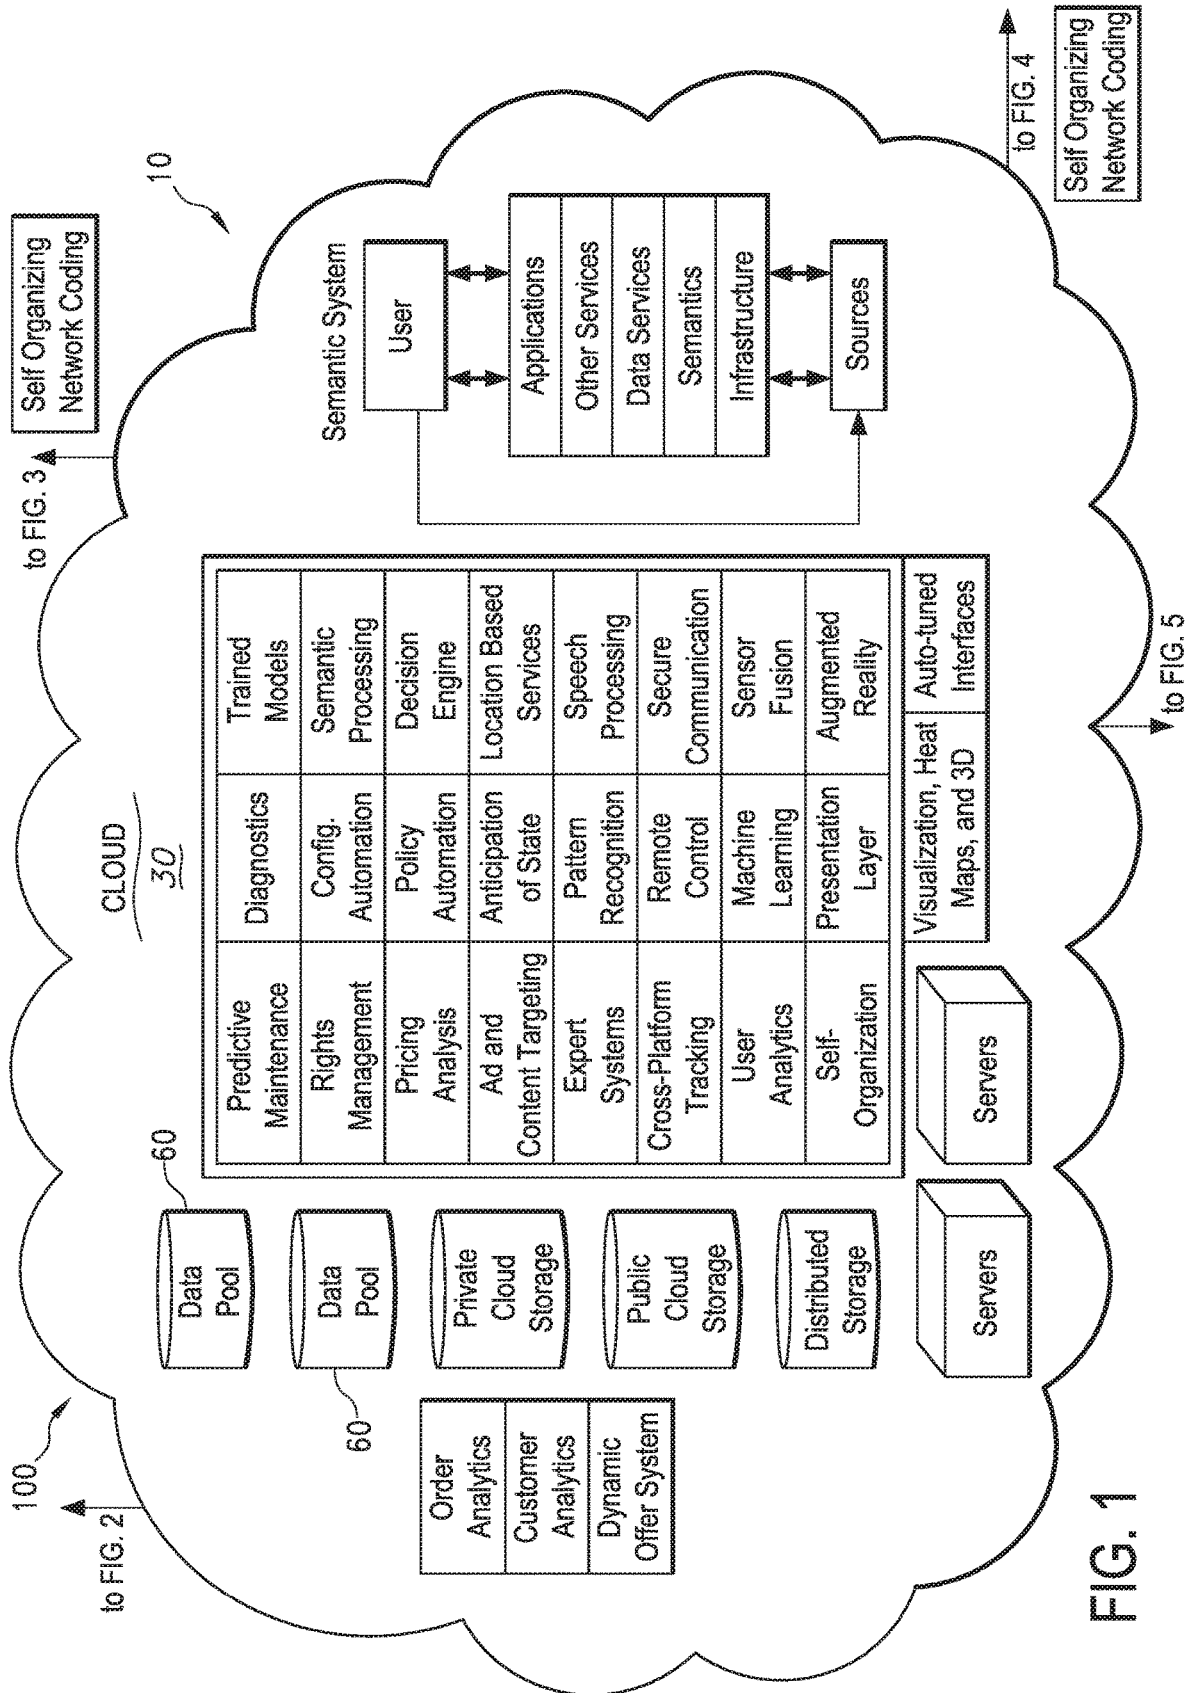 to FIG. 2
100
CLOUD
30
to FIG. 3
Self Organizing
Network Coding
10
60
Data
Pool
Data
Pool
60
Private
Cloud
Storage
Public
Cloud
Storage
Distributed
Storage
Order
Analytics
Customer
Analytics
Dynamic
Offer System
Predictive
Maintenance
Diagnostics
Trained
Models
Rights
Management
Config.
Automation
Semantic
Processing
Pricing
Analysis
Policy
Automation
Decision
Engine
Ad and
Content Targeting
Anticipation
of State
Location Based
Services
Expert
Systems
Pattern
Recognition
Speech
Processing
Cross-Platform
Tracking
Remote
Control
Secure
Communication
User
Analytics
Machine
Learning
Sensor
Fusion
Self-
Organization
Presentation
Layer
Augmented
Reality
Visualization, Heat
Maps, and 3D
Auto-tuned
Interfaces
Servers
Servers
Semantic System
User
Applications
Other Services
Data Services
Semantics
Infrastructure
Sources
to FIG. 5
to FIG. 4
Self Organizing
Network Coding
FIG. 1